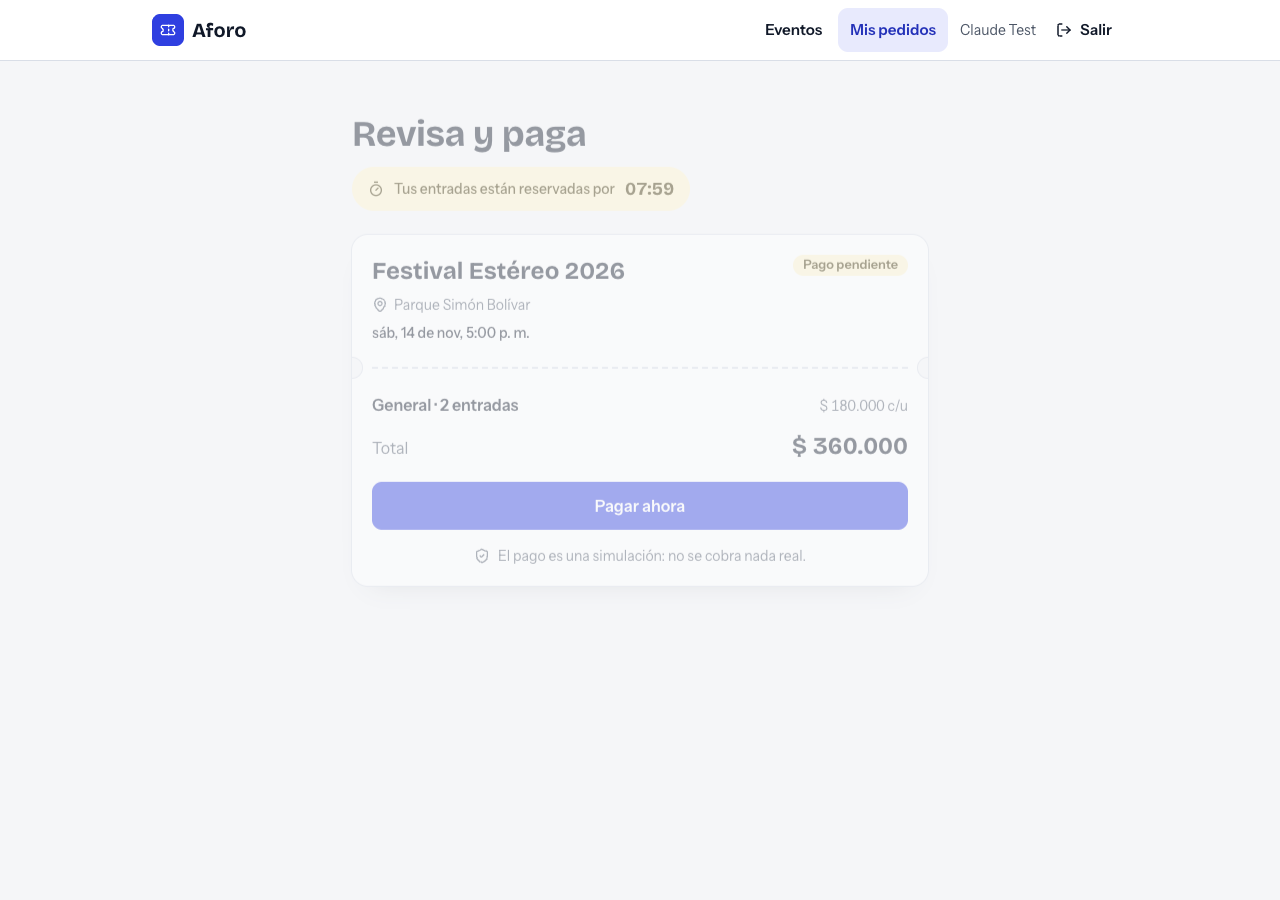 Aforo
Eventos
Mis pedidos
Claude Test
Salir
Revisa y paga
Tus entradas están reservadas por 07:59
Festival Estéreo 2026
Pago pendiente
Parque Simón Bolívar
sáb, 14 de nov, 5:00 p. m.
General · 2 entradas
$ 180.000 c/u
Total
$ 360.000
Pagar ahora
El pago es una simulación: no se cobra nada real.